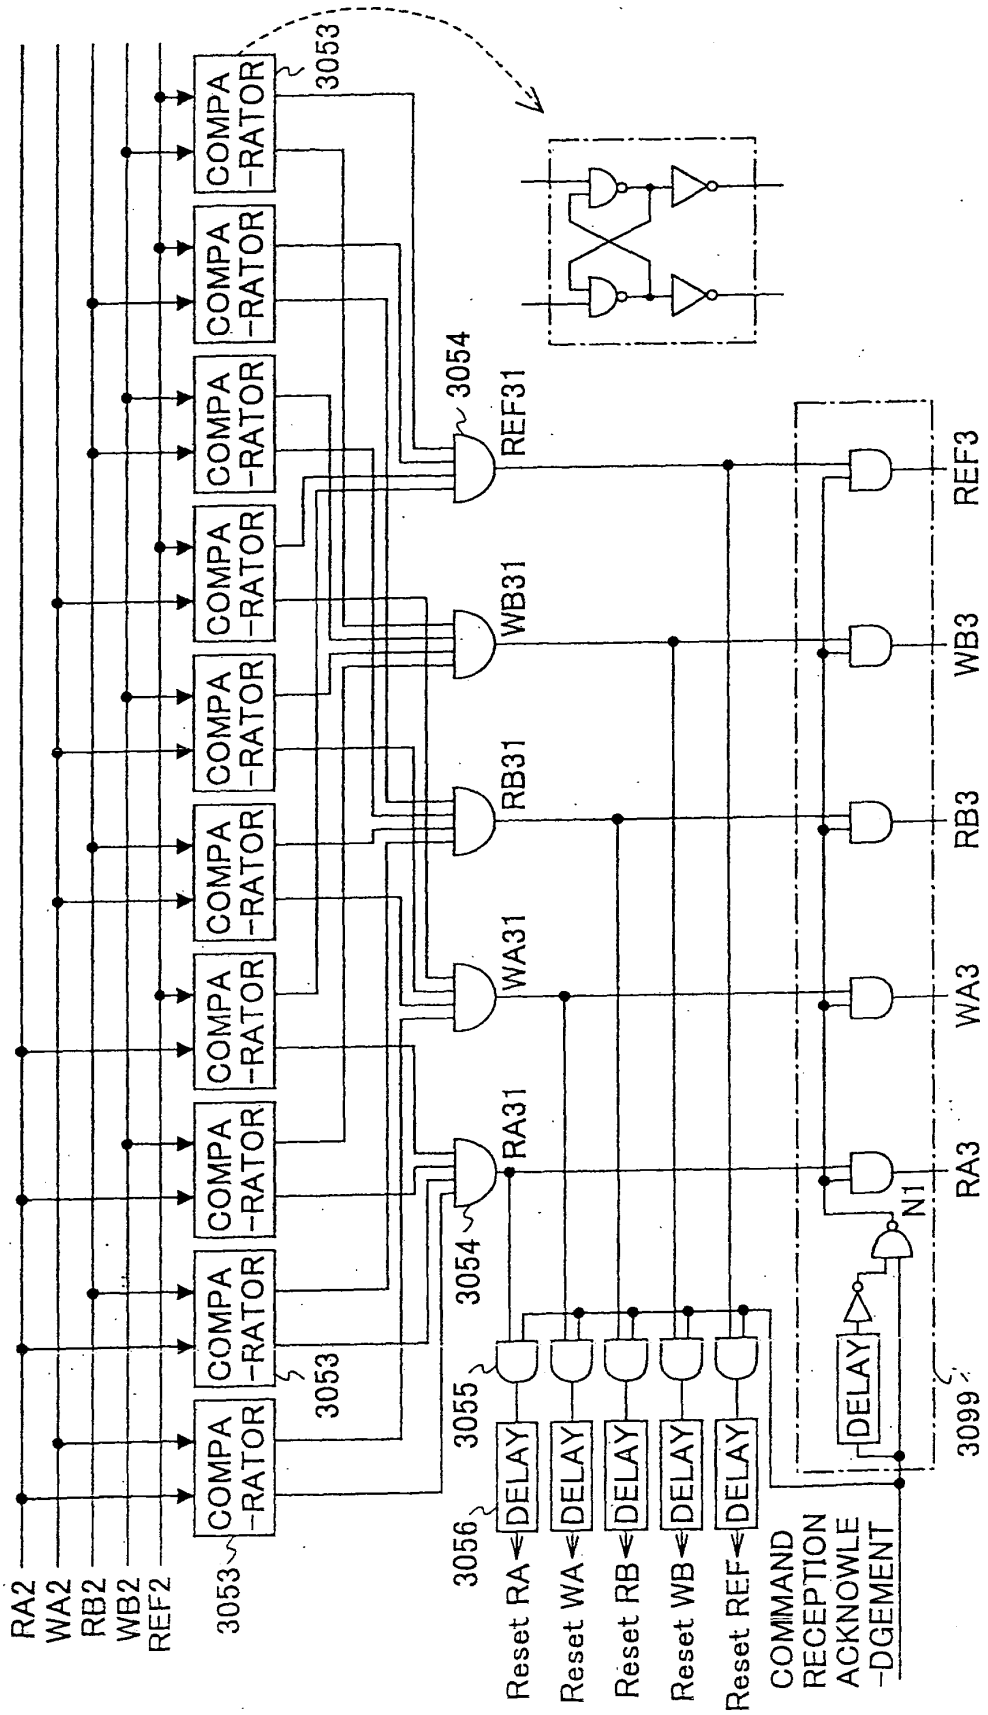 RA2
WA2
RB2
WB2
REF2
3053
COMPA
-RATOR
COMPA
-RATOR
3053
COMPA
-RATOR
COMPA
-RATOR
COMPA
-RATOR
COMPA
-RATOR
COMPA
-RATOR
COMPA
-RATOR
COMPA
-RATOR
COMPA
-RATOR
3053
3054
3054
RA31
WA31
RB31
WB31
REF31
3055
3056
Reset RA
DELAY
Reset WA
DELAY
Reset RB
DELAY
Reset WB
DELAY
Reset REF
DELAY
COMMAND
RECEPTION
ACKNOWLE
-DGEMENT
DELAY
N1
3099
RA3
WA3
RB3
WB3
REF3